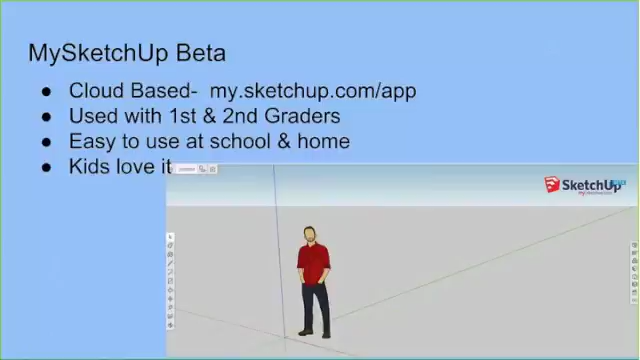 MySketchUp Beta
● Cloud Based- my.sketchup.com/app
● Used with 1st & 2nd Graders
● Easy to use at school & home
● Kids love it
SketchUp